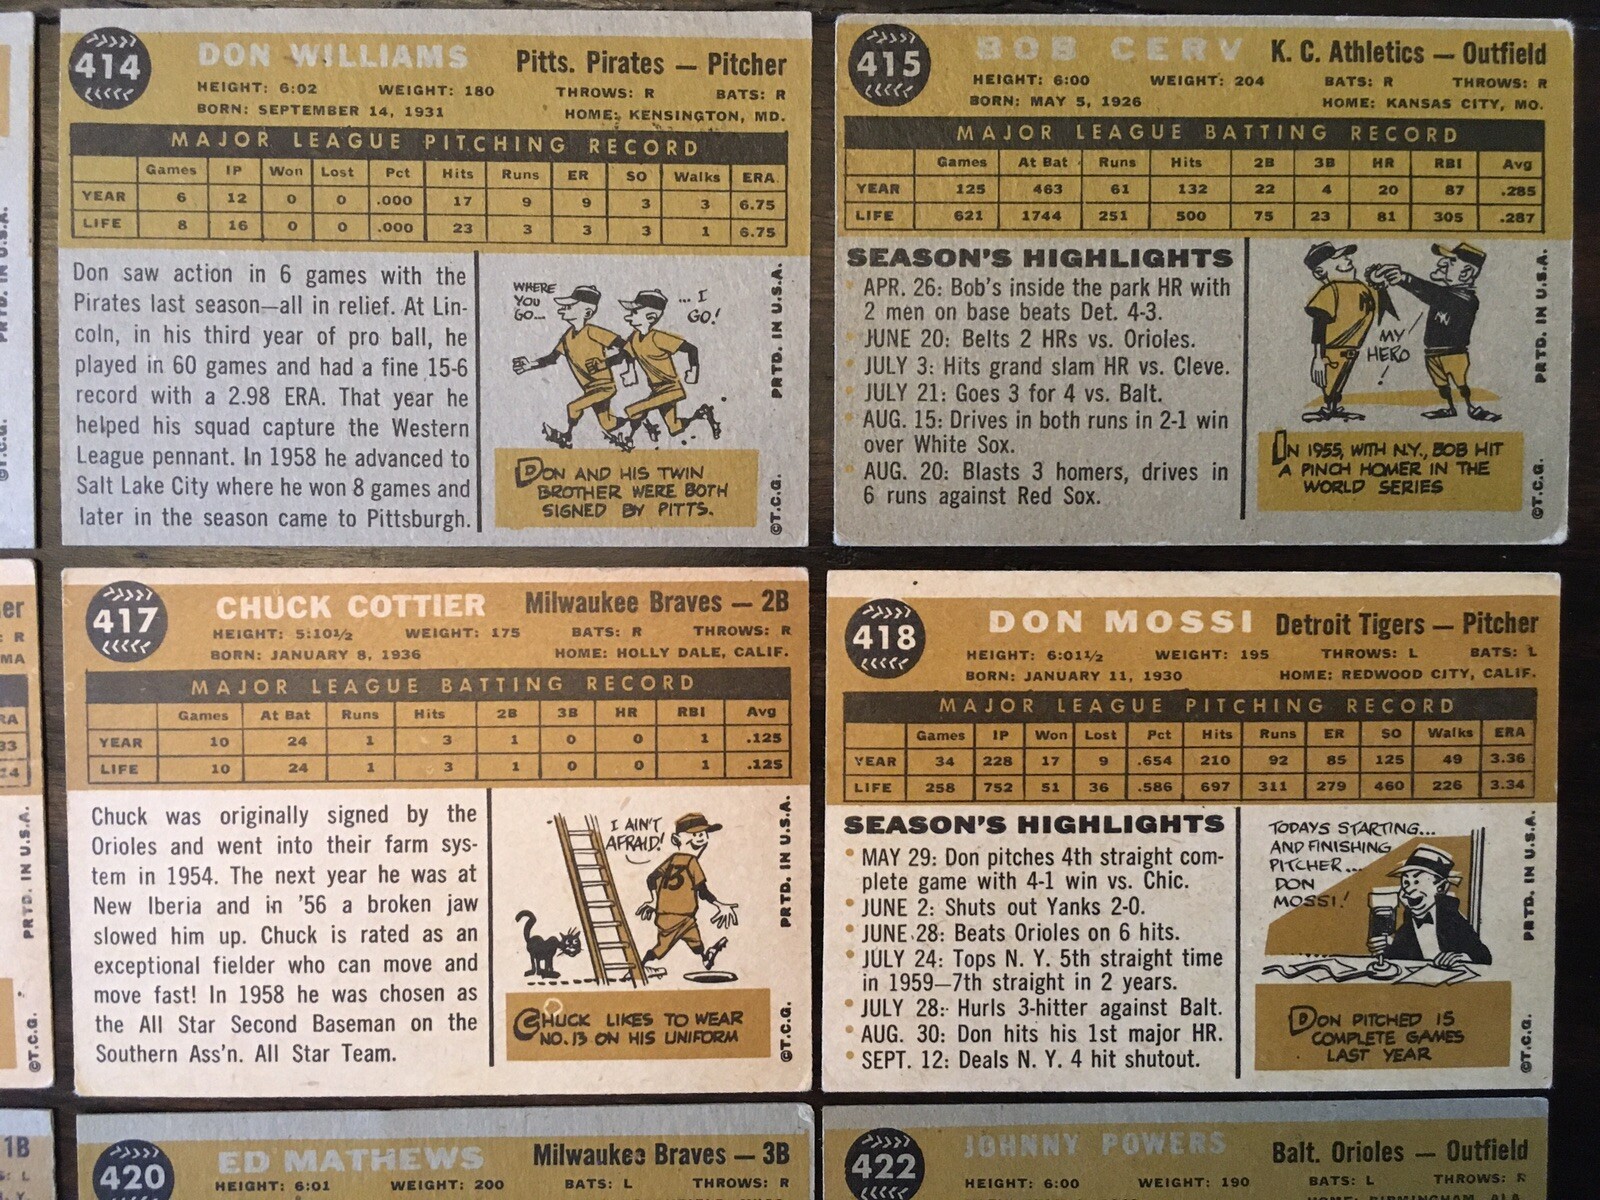 414
DON WILLIAMS
Pitts. Pirates — Pitcher
HEIGHT: 6:02 WEIGHT: 180 THROWS: R BATS: R
BORN: SEPTEMBER 14, 1931 HOME: KENSINGTON, MD.
MAJOR LEAGUE PITCHING RECORD
Games IP Won Lost Pct Hits Runs ER SO Walks ERA
YEAR 6 12 0 0 .000 17 9 9 3 3 6.75
LIFE 8 16 0 0 .000 23 3 3 3 1 6.75
Don saw action in 6 games with the
Pirates last season—all in relief. At Lin-
coln, in his third year of pro ball, he
played in 60 games and had a fine 15-6
record with a 2.98 ERA. That year he
helped his squad capture the Western
League pennant. In 1958 he advanced to
Salt Lake City where he won 8 games and
later in the season came to Pittsburgh.
WHERE
YOU
GO...
... I
GO!
DON AND HIS TWIN
BROTHER WERE BOTH
SIGNED BY PITTS.
©T.C.G. PRTD. IN U.S.A.
415
BOB CERV
K. C. Athletics — Outfield
HEIGHT: 6:00 WEIGHT: 204 BATS: R THROWS: R
BORN: MAY 5, 1926 HOME: KANSAS CITY, MO.
MAJOR LEAGUE BATTING RECORD
Games At Bat Runs Hits 2B 3B HR RBI Avg
YEAR 125 463 61 132 22 4 20 87 .285
LIFE 621 1744 251 500 75 23 81 305 .287
SEASON'S HIGHLIGHTS
APR. 26: Bob's inside the park HR with
2 men on base beats Det. 4-3.
JUNE 20: Belts 2 HRs vs. Orioles.
JULY 3: Hits grand slam HR vs. Cleve.
JULY 21: Goes 3 for 4 vs. Balt.
AUG. 15: Drives in both runs in 2-1 win
over White Sox.
AUG. 20: Blasts 3 homers, drives in
6 runs against Red Sox.
MY
HERO
!
IN 1955, WITH N.Y., BOB HIT
A PINCH HOMER IN THE
WORLD SERIES
©T.C.G. PRTD. IN U.S.A.
417
CHUCK COTTIER
Milwaukee Braves — 2B
HEIGHT: 5:10½ WEIGHT: 175 BATS: R THROWS: R
BORN: JANUARY 8, 1936 HOME: HOLLY DALE, CALIF.
MAJOR LEAGUE BATTING RECORD
Games At Bat Runs Hits 2B 3B HR RBI Avg
YEAR 10 24 1 3 1 0 0 1 .125
LIFE 10 24 1 3 1 0 0 1 .125
Chuck was originally signed by the
Orioles and went into their farm sys-
tem in 1954. The next year he was at
New Iberia and in '56 a broken jaw
slowed him up. Chuck is rated as an
exceptional fielder who can move and
move fast! In 1958 he was chosen as
the All Star Second Baseman on the
Southern Ass'n. All Star Team.
I AIN'T
AFRAID!
13
CHUCK LIKES TO WEAR
NO. 13 ON HIS UNIFORM
©T.C.G. PRTD. IN U.S.A.
418
DON MOSSI
Detroit Tigers — Pitcher
HEIGHT: 6:01½ WEIGHT: 195 THROWS: L BATS: L
BORN: JANUARY 11, 1930 HOME: REDWOOD CITY, CALIF.
MAJOR LEAGUE PITCHING RECORD
Games IP Won Lost Pct Hits Runs ER SO Walks ERA
YEAR 34 228 17 9 .654 210 92 85 125 49 3.36
LIFE 258 752 51 36 .586 697 311 279 460 226 3.34
SEASON'S HIGHLIGHTS
MAY 29: Don pitches 4th straight com-
plete game with 4-1 win vs. Chic.
JUNE 2: Shuts out Yanks 2-0.
JUNE 28: Beats Orioles on 6 hits.
JULY 24: Tops N. Y. 5th straight time
in 1959—7th straight in 2 years.
JULY 28: Hurls 3-hitter against Balt.
AUG. 30: Don hits his 1st major HR.
SEPT. 12: Deals N. Y. 4 hit shutout.
TODAYS STARTING...
AND FINISHING
PITCHER...
DON
MOSSI!
DON PITCHED 15
COMPLETE GAMES
LAST YEAR
©T.C.G. PRTD. IN U.S.A.
420
ED MATHEWS
Milwaukee Braves — 3B
HEIGHT: 6:01 WEIGHT: 200 BATS: L THROWS: R
422
JOHNNY POWERS
Balt. Orioles — Outfield
HEIGHT: 6:00 WEIGHT: 190 BATS: L THROWS: R